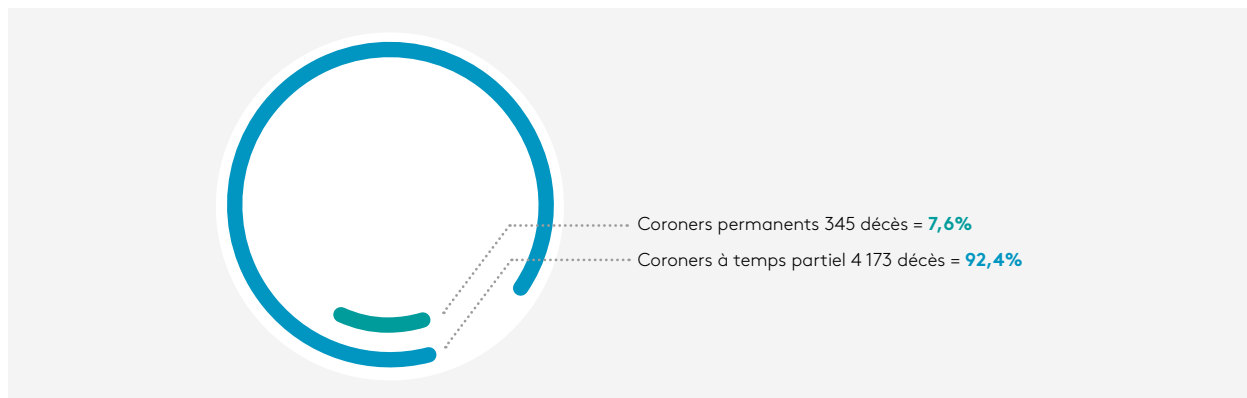 Coroners permanents 345 décès = 7,6%
Coroners à temps partiel 4 173 décès = 92,4%